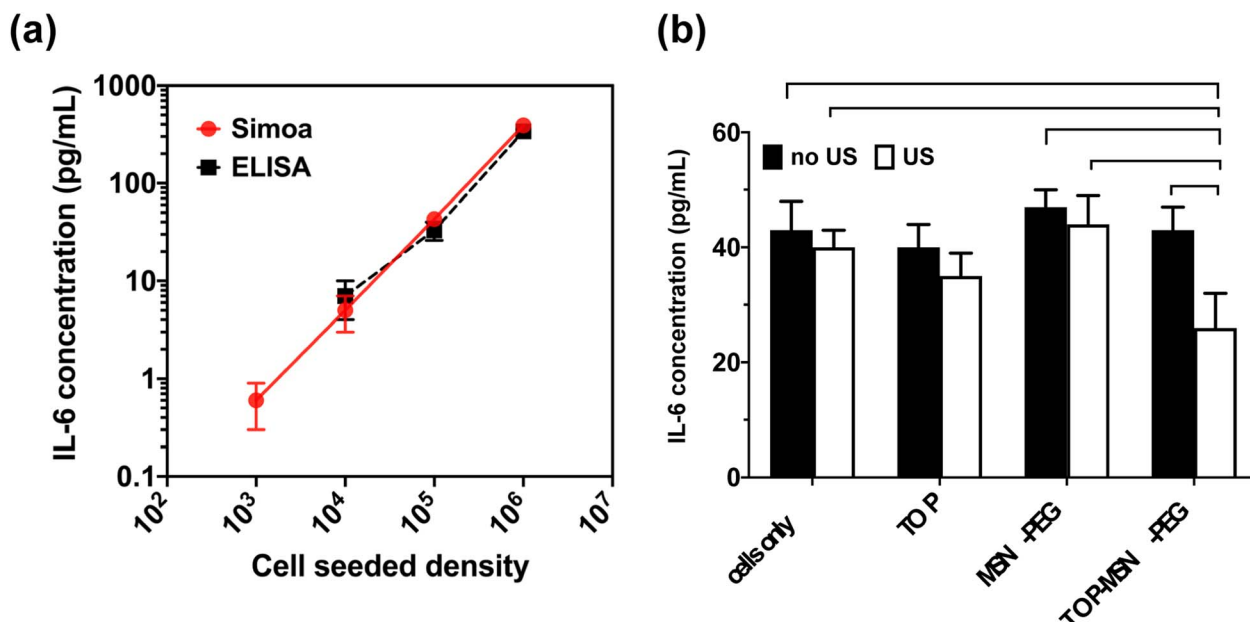 (a)
IL-6 concentration (pg/mL)
1000
100
10
1
0.1
Simoa
ELISA
10²
10³
10⁴
10⁵
10⁶
10⁷
Cell seeded density
(b)
IL-6 concentration (pg/mL)
60
40
20
0
no US
US
cells only
TO P
MSN -PEG
TOP-MSN -PEG